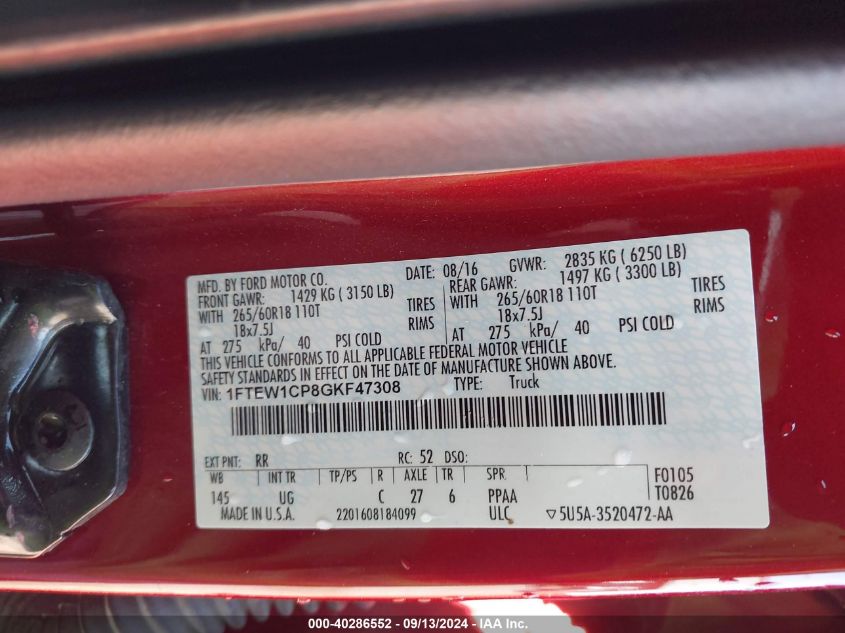 MFD. BY FORD MOTOR CO. DATE: 08/16 GVWR: 2835 KG ( 6250 LB)
FRONT GAWR: 1429 KG ( 3150 LB) REAR GAWR: 1497 KG ( 3300 LB)
WITH 265/60R18 110T TIRES WITH 265/60R18 110T TIRES
18x7.5J RIMS 18x7.5J RIMS
AT 275 kPa/ 40 PSI COLD AT 275 kPa/ 40 PSI COLD
THIS VEHICLE CONFORMS TO ALL APPLICABLE FEDERAL MOTOR VEHICLE
SAFETY STANDARDS IN EFFECT ON THE DATE OF MANUFACTURE SHOWN ABOVE.
VIN: 1FTEW1CP8GKF47308 TYPE: Truck
EXT PNT: RR RC: 52 DSO:
WB INT TR TP/PS R AXLE TR SPR F0105
145 UG C 27 6 PPAA T0826
MADE IN U.S.A. 2201608184099 ULC ▽5U5A-3520472-AA
000-40286552 - 09/13/2024 - IAA Inc.